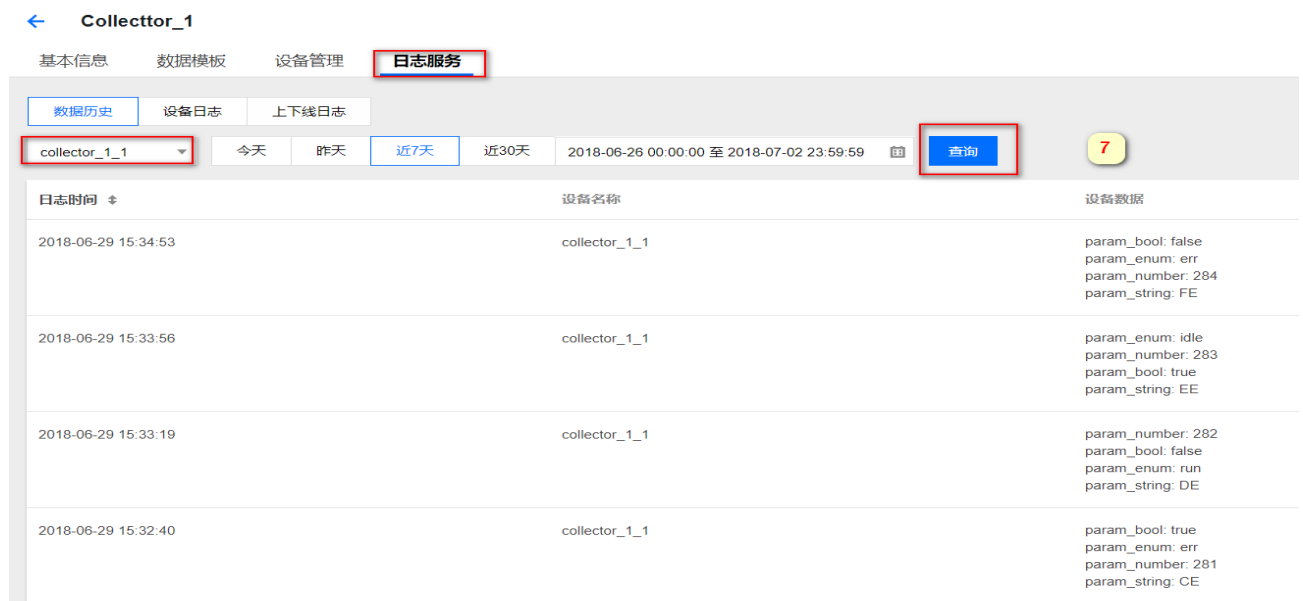 Collecttor_1
基本信息 数据模板 设备管理 日志服务
数据历史 设备日志 上下线日志
collector_1_1 今天 昨天 近7天 近30天 2018-06-26 00:00:00 至 2018-07-02 23:59:59 查询 7
日志时间 设备名称 设备数据
2018-06-29 15:34:53 collector_1_1 param_bool: false
param_enum: err
param_number: 284
param_string: FE
2018-06-29 15:33:56 collector_1_1 param_enum: idle
param_number: 283
param_bool: true
param_string: EE
2018-06-29 15:33:19 collector_1_1 param_number: 282
param_bool: false
param_enum: run
param_string: DE
2018-06-29 15:32:40 collector_1_1 param_bool: true
param_enum: err
param_number: 281
param_string: CE